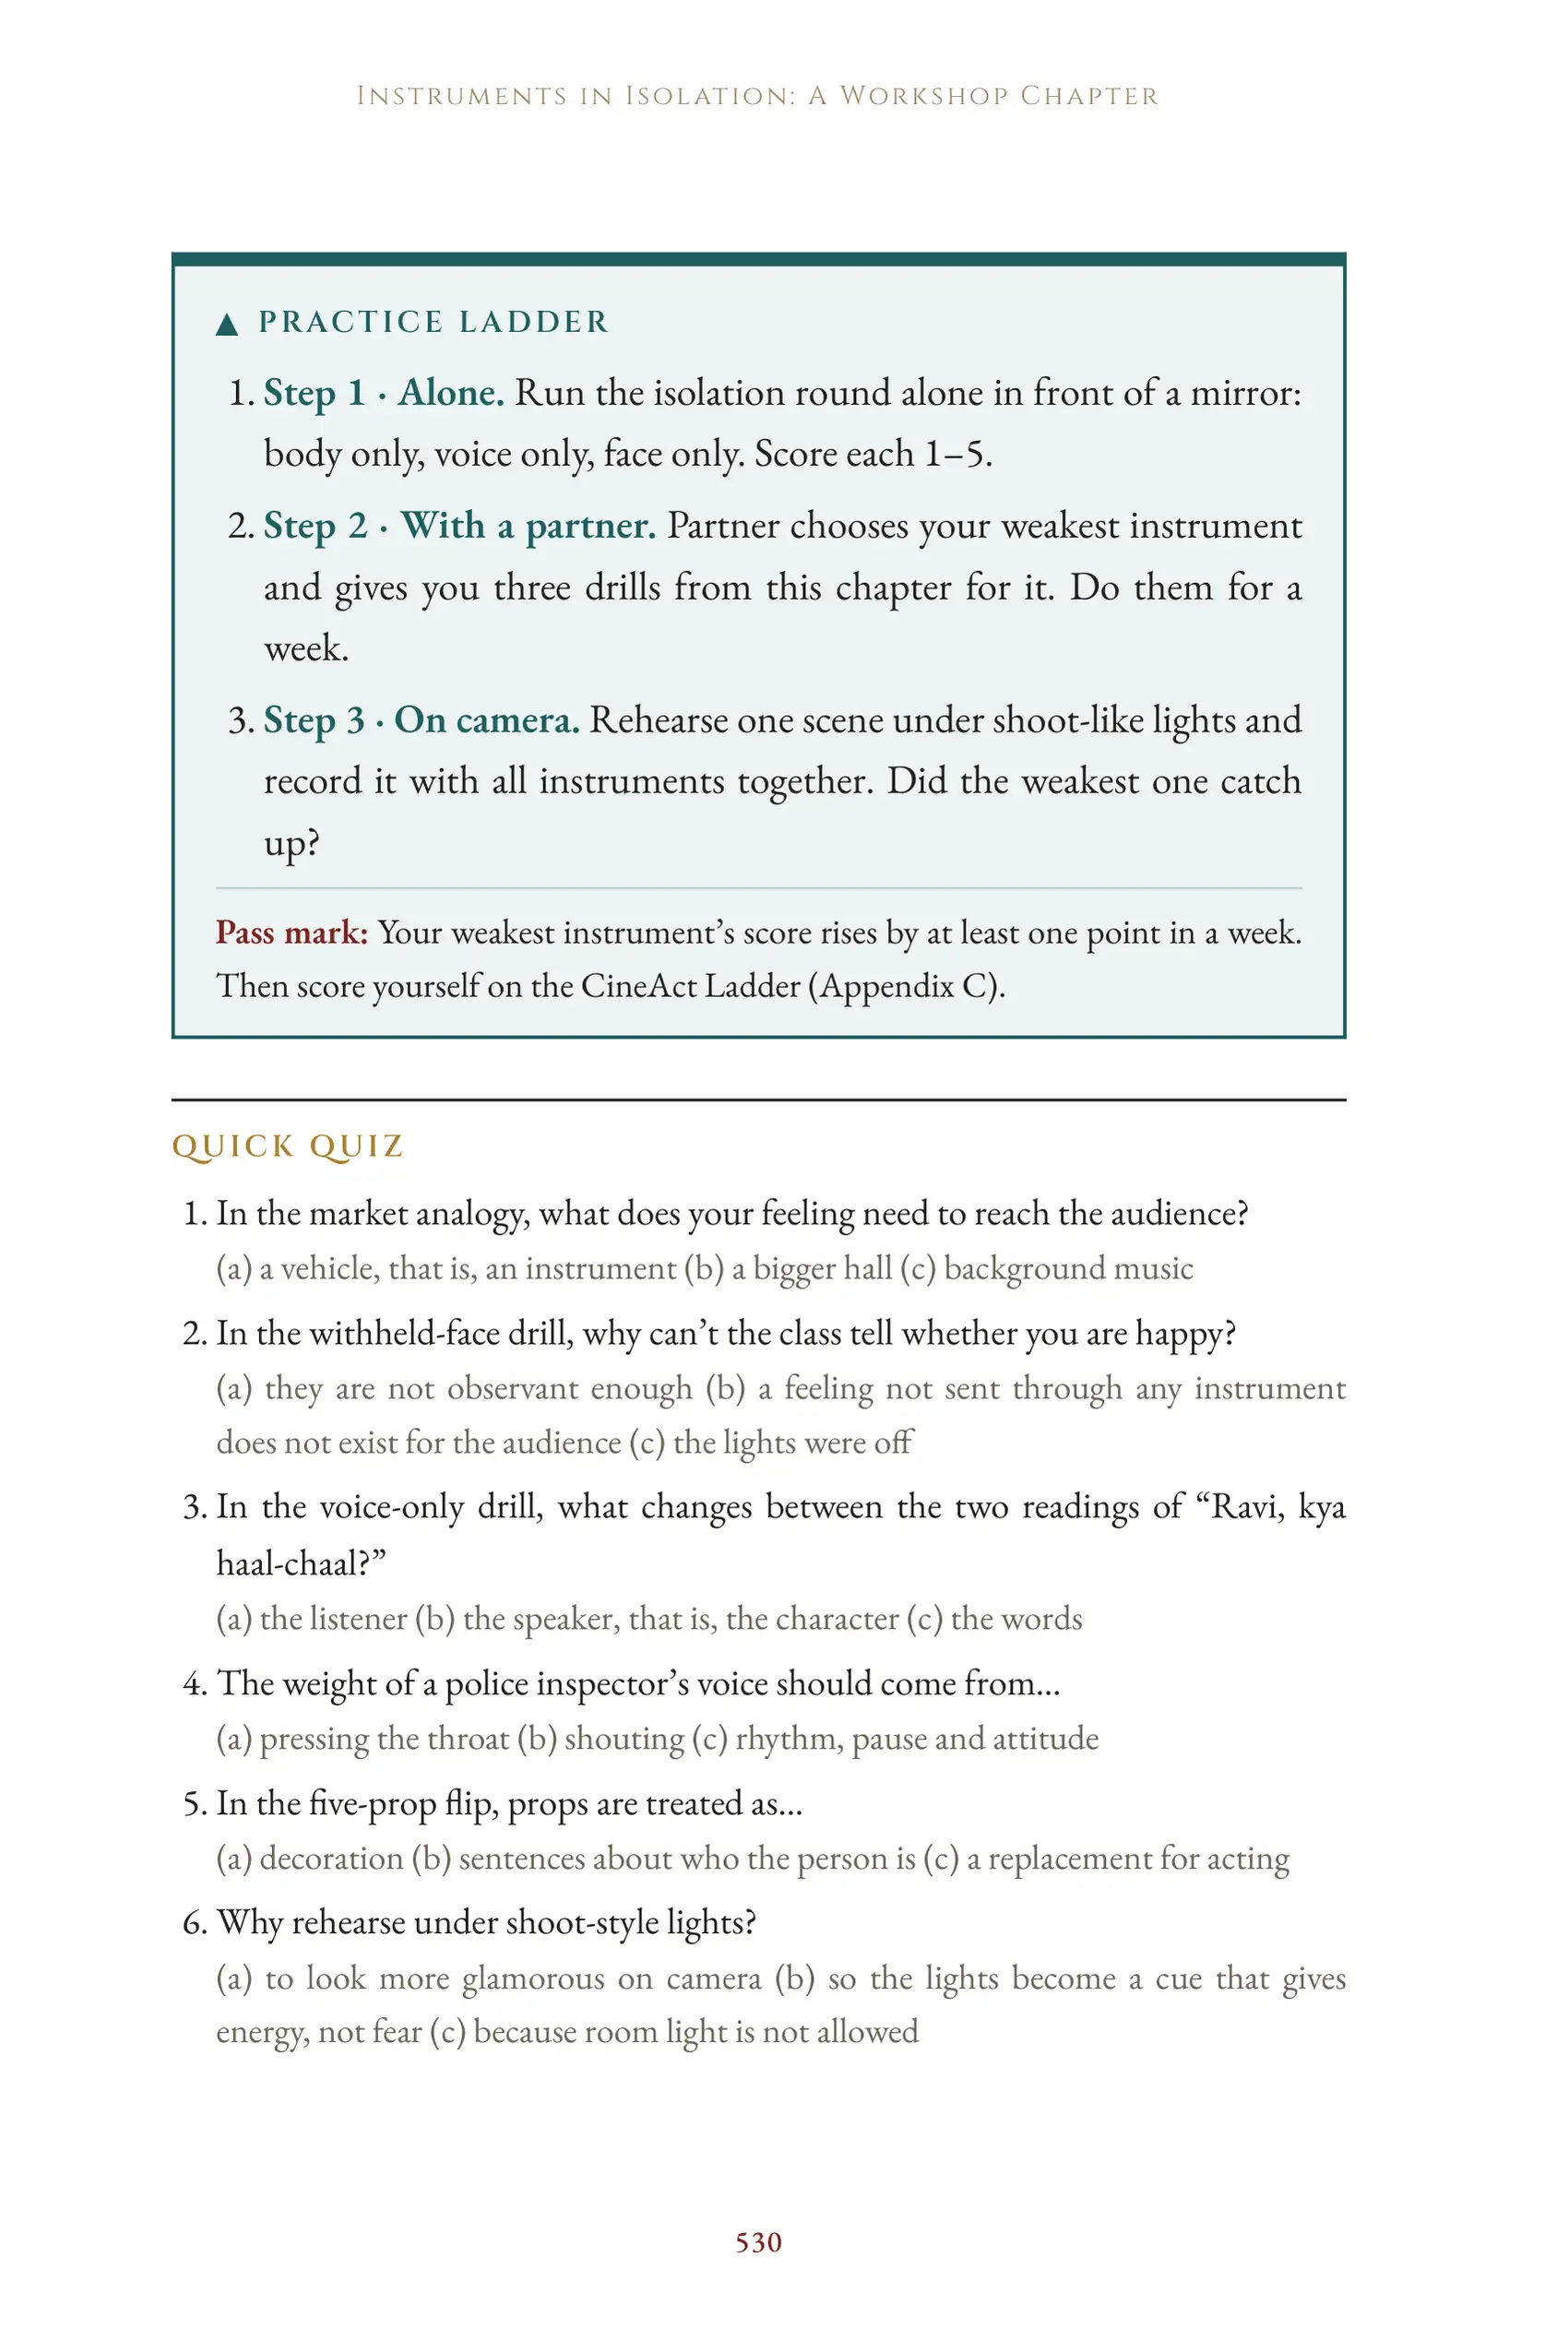 Instruments in Isolation: A Workshop Chapter
▲ PRACTICE LADDER
1. Step 1 · Alone. Run the isolation round alone in front of a mirror:
body only, voice only, face only. Score each 1–5.
2. Step 2 · With a partner. Partner chooses your weakest instrument
and gives you three drills from this chapter for it. Do them for a
week.
3. Step 3 · On camera. Rehearse one scene under shoot-like lights and
record it with all instruments together. Did the weakest one catch
up?
Pass mark: Your weakest instrument’s score rises by at least one point in a week.
Then score yourself on the CineAct Ladder (Appendix C).
QUICK QUIZ
1. In the market analogy, what does your feeling need to reach the audience?
(a) a vehicle, that is, an instrument (b) a bigger hall (c) background music
2. In the withheld-face drill, why can’t the class tell whether you are happy?
(a) they are not observant enough (b) a feeling not sent through any instrument
does not exist for the audience (c) the lights were off
3. In the voice-only drill, what changes between the two readings of “Ravi, kya
haal-chaal?”
(a) the listener (b) the speaker, that is, the character (c) the words
4. The weight of a police inspector’s voice should come from…
(a) pressing the throat (b) shouting (c) rhythm, pause and attitude
5. In the five-prop flip, props are treated as…
(a) decoration (b) sentences about who the person is (c) a replacement for acting
6. Why rehearse under shoot-style lights?
(a) to look more glamorous on camera (b) so the lights become a cue that gives
energy, not fear (c) because room light is not allowed
530